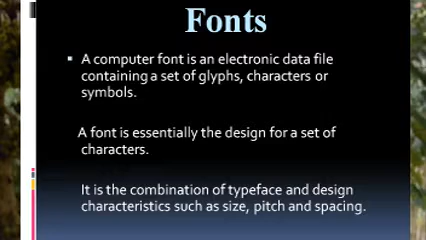 Fonts
A computer font is an electronic data file
containing a set of glyphs, characters or
symbols.
A font is essentially the design for a set of
characters.
It is the combination of typeface and design
characteristics such as size, pitch and spacing.